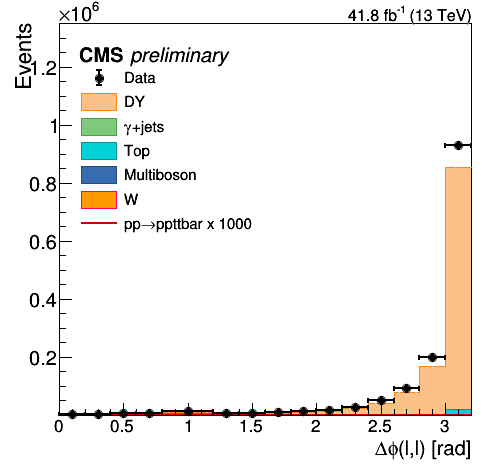 ×10⁶
41.8 fb⁻¹ (13 TeV)
Events
CMS preliminary
Data
DY
γ+jets
Top
Multiboson
W
pp→ppttbar x 1000
1.2
1
0.8
0.6
0.4
0.2
0 0.5 1 1.5 2 2.5 3
Δϕ(l,l) [rad]